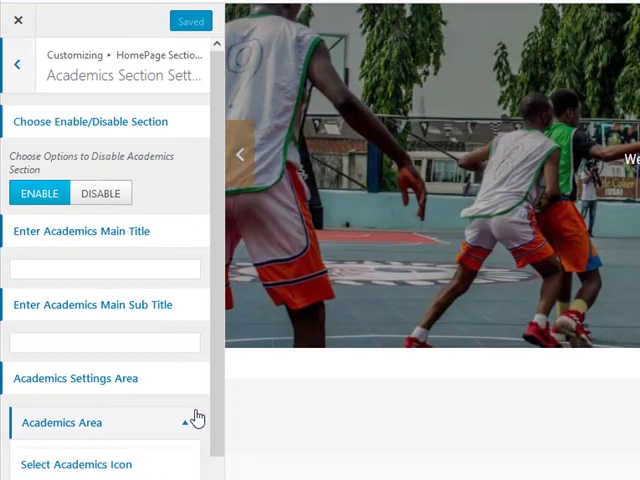 Saved
Customizing ▸ HomePage Sectio...
Academics Section Sett...
Choose Enable/Disable Section
Choose Options to Disable Academics
Section
ENABLE DISABLE
Enter Academics Main Title
Enter Academics Main Sub Title
Academics Settings Area
Academics Area
Select Academics Icon
We